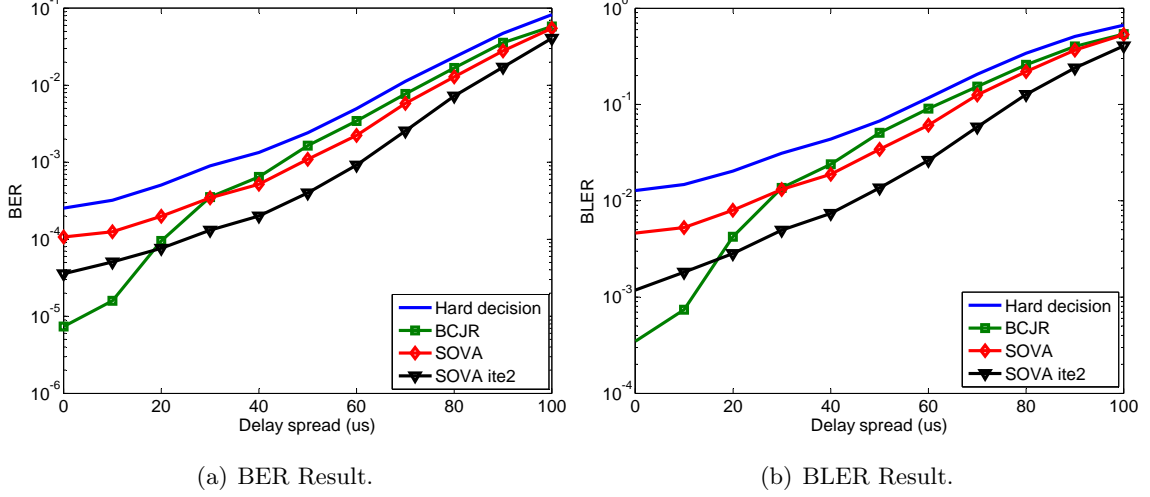 10^-1
10^-2
10^-3
10^-4
10^-5
10^-6
BER
0 20 40 60 80 100
Delay spread (us)
Hard decision
BCJR
SOVA
SOVA ite2
(a) BER Result.
10^0
10^-1
10^-2
10^-3
10^-4
BLER
0 20 40 60 80 100
Delay spread (us)
Hard decision
BCJR
SOVA
SOVA ite2
(b) BLER Result.